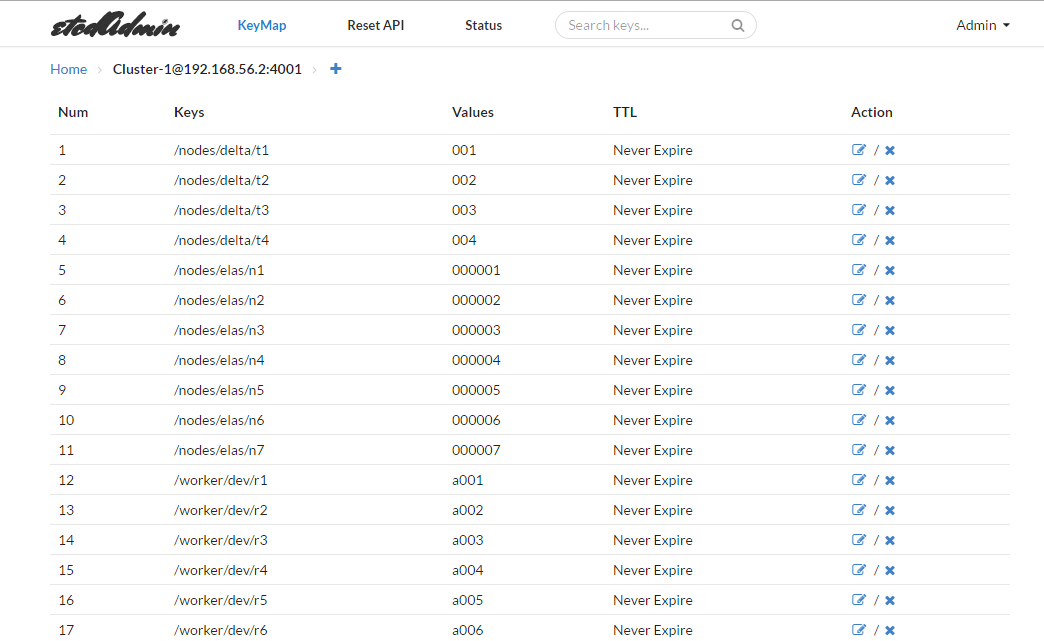 etcdAdmin KeyMap Reset API Status Search keys... Admin
Home Cluster-1@192.168.56.2:4001
Num Keys Values TTL Action
1 /nodes/delta/t1 001 Never Expire /
2 /nodes/delta/t2 002 Never Expire /
3 /nodes/delta/t3 003 Never Expire /
4 /nodes/delta/t4 004 Never Expire /
5 /nodes/elas/n1 000001 Never Expire /
6 /nodes/elas/n2 000002 Never Expire /
7 /nodes/elas/n3 000003 Never Expire /
8 /nodes/elas/n4 000004 Never Expire /
9 /nodes/elas/n5 000005 Never Expire /
10 /nodes/elas/n6 000006 Never Expire /
11 /nodes/elas/n7 000007 Never Expire /
12 /worker/dev/r1 a001 Never Expire /
13 /worker/dev/r2 a002 Never Expire /
14 /worker/dev/r3 a003 Never Expire /
15 /worker/dev/r4 a004 Never Expire /
16 /worker/dev/r5 a005 Never Expire /
17 /worker/dev/r6 a006 Never Expire /